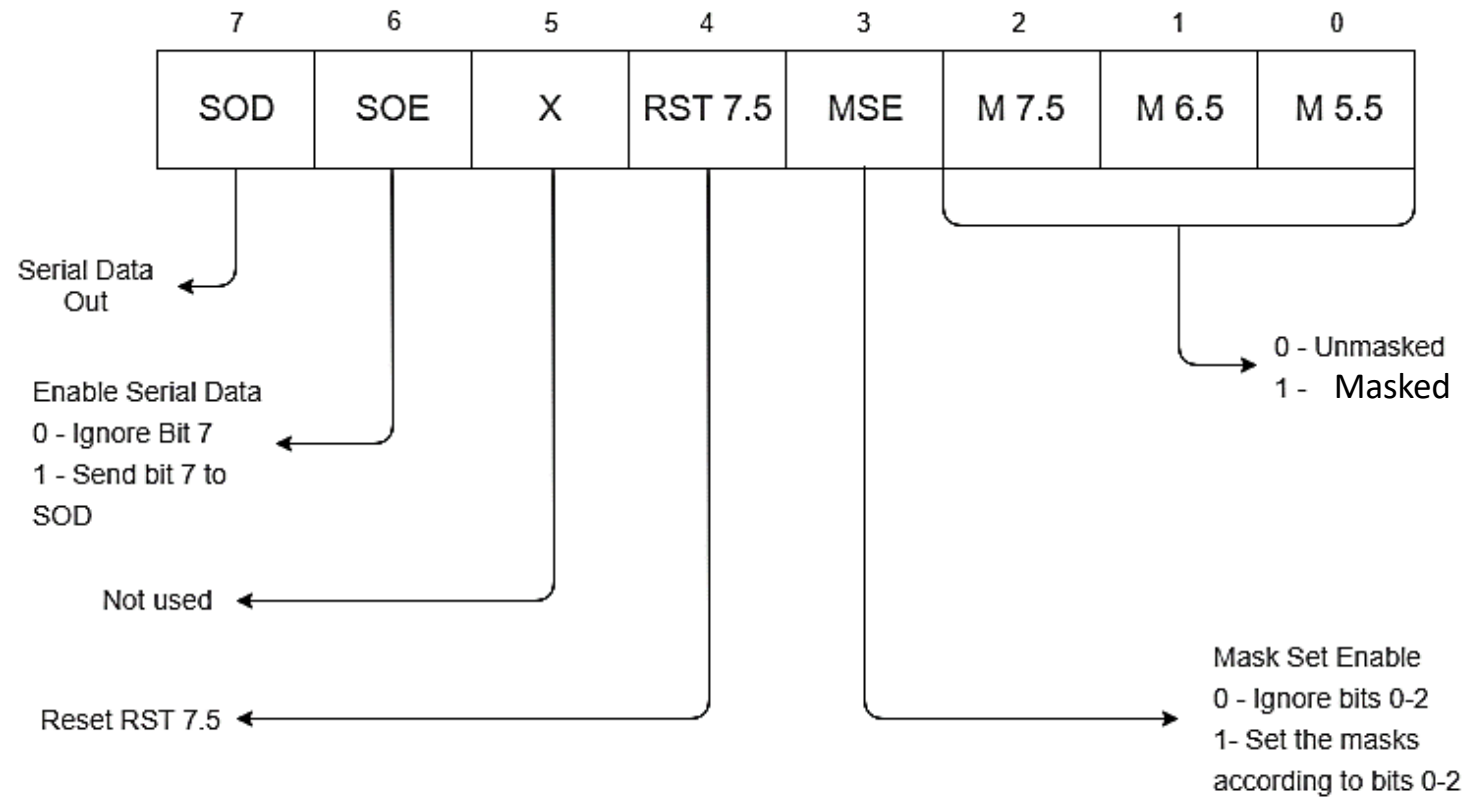 7 6 5 4 3 2 1 0
SOD SOE X RST 7.5 MSE M 7.5 M 6.5 M 5.5
Serial Data
Out
0 - Unmasked
1 - Masked
Enable Serial Data
0 - Ignore Bit 7
1 - Send bit 7 to
SOD
Not used
Mask Set Enable
0 - Ignore bits 0-2
1- Set the masks
according to bits 0-2
Reset RST 7.5